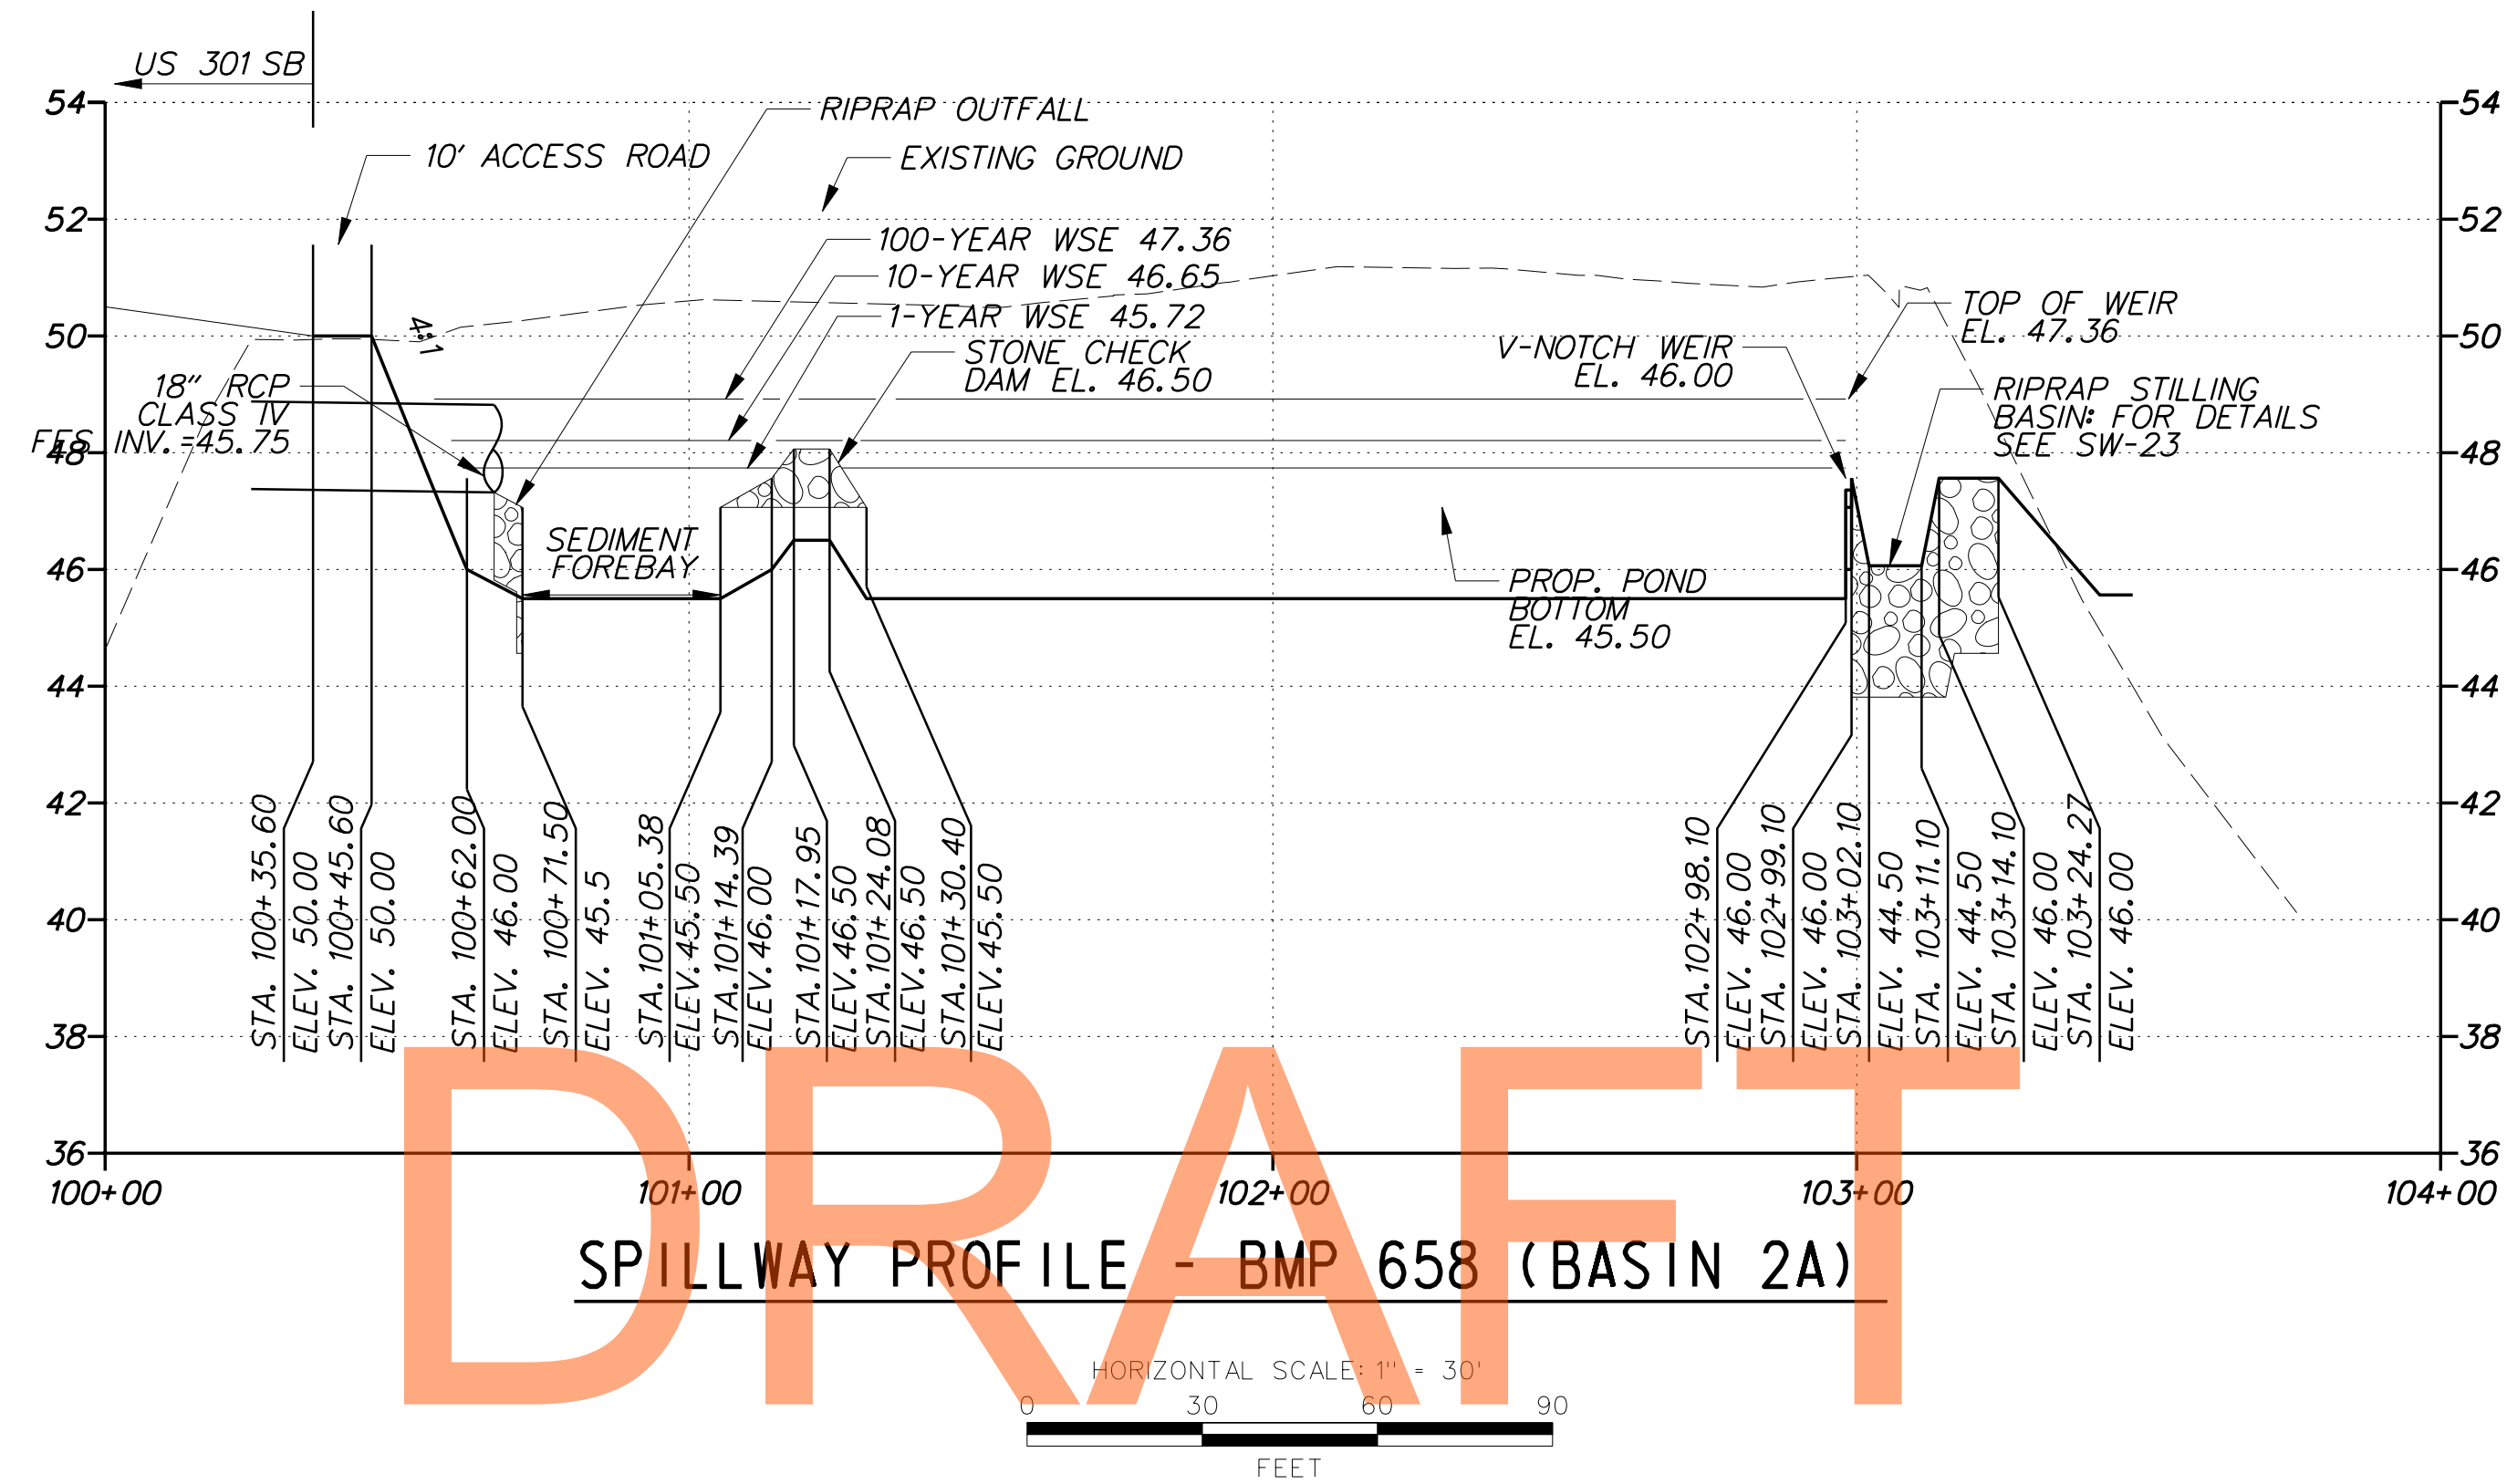 US 301 SB
54
54
RIPRAP OUTFALL
10' ACCESS ROAD
EXISTING GROUND
52
52
100-YEAR WSE 47.36
10-YEAR WSE 46.65
1-YEAR WSE 45.72
4:1
50
50
TOP OF WEIR
EL. 47.36
STONE CHECK
DAM EL. 46.50
V-NOTCH WEIR
EL. 46.00
18" RCP
CLASS IV
FES INV.=45.75
RIPRAP STILLING
BASIN: FOR DETAILS
SEE SW-23
48
48
SEDIMENT
FOREBAY
46
46
PROP. POND
BOTTOM
EL. 45.50
44
44
42
42
STA. 100+35.60
ELEV. 50.00
STA. 100+45.60
ELEV. 50.00
STA. 100+62.00
ELEV. 46.00
STA. 100+71.50
ELEV. 45.5
STA.101+05.38
ELEV.45.50
STA.101+14.39
ELEV.46.00
STA.101+17.95
ELEV.46.50
STA.101+24.08
ELEV.46.50
STA.101+30.40
ELEV.45.50
STA.102+98.10
ELEV. 46.00
STA. 102+99.10
ELEV. 46.00
STA. 103+02.10
ELEV. 44.50
STA. 103+11.10
ELEV. 44.50
STA. 103+14.10
ELEV. 46.00
STA. 103+24.27
ELEV. 46.00
40
40
38
38
36
36
100+00
101+00
102+00
103+00
104+00
DRAFT
SPILLWAY PROFILE - BMP 658 (BASIN 2A)
HORIZONTAL SCALE: 1" = 30'
0 30 60 90
FEET